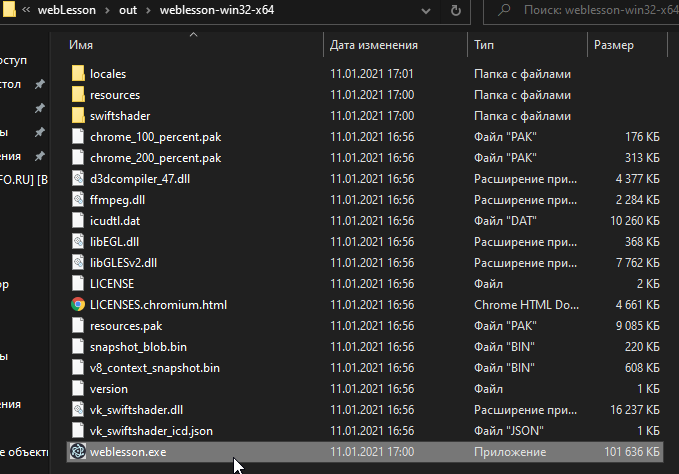 « webLesson > out > weblesson-win32-x64
Поиск: weblesson-win32-x64
Имя Дата изменения Тип Размер
locales 11.01.2021 17:01 Папка с файлами
resources 11.01.2021 17:00 Папка с файлами
swiftshader 11.01.2021 17:00 Папка с файлами
chrome_100_percent.pak 11.01.2021 16:56 Файл "PAK" 176 КБ
chrome_200_percent.pak 11.01.2021 16:56 Файл "PAK" 313 КБ
d3dcompiler_47.dll 11.01.2021 16:56 Расширение при... 4 377 КБ
ffmpeg.dll 11.01.2021 16:56 Расширение при... 2 284 КБ
icudtl.dat 11.01.2021 16:56 Файл "DAT" 10 260 КБ
libEGL.dll 11.01.2021 16:56 Расширение при... 368 КБ
libGLESv2.dll 11.01.2021 16:56 Расширение при... 7 762 КБ
LICENSE 11.01.2021 16:56 Файл 2 КБ
LICENSES.chromium.html 11.01.2021 16:56 Chrome HTML Do... 4 661 КБ
resources.pak 11.01.2021 16:56 Файл "PAK" 9 085 КБ
snapshot_blob.bin 11.01.2021 16:56 Файл "BIN" 220 КБ
v8_context_snapshot.bin 11.01.2021 16:56 Файл "BIN" 608 КБ
version 11.01.2021 16:56 Файл 1 КБ
vk_swiftshader.dll 11.01.2021 16:56 Расширение при... 16 237 КБ
vk_swiftshader_icd.json 11.01.2021 16:56 Файл "JSON" 1 КБ
weblesson.exe 11.01.2021 17:00 Приложение 101 636 КБ
оступ
стол
ы
ения
FO.RU] [B
ор
ы
ения
е объекти